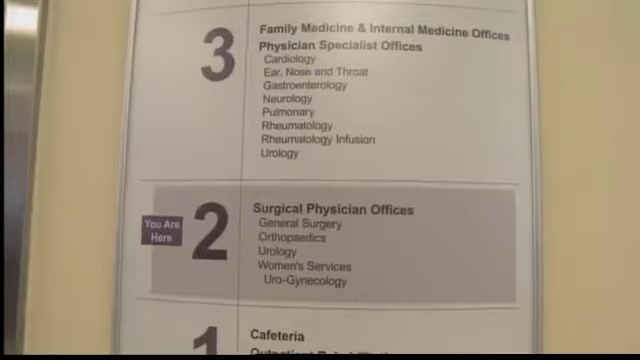 3
Family Medicine & Internal Medicine Offices
Physician Specialist Offices
Cardiology
Ear, Nose and Throat
Gastroenterology
Neurology
Pulmonary
Rheumatology
Rheumatology Infusion
Urology
You Are
Here
2
Surgical Physician Offices
General Surgery
Orthopaedics
Urology
Women's Services
Uro-Gynecology
1
Cafeteria
Outpatient